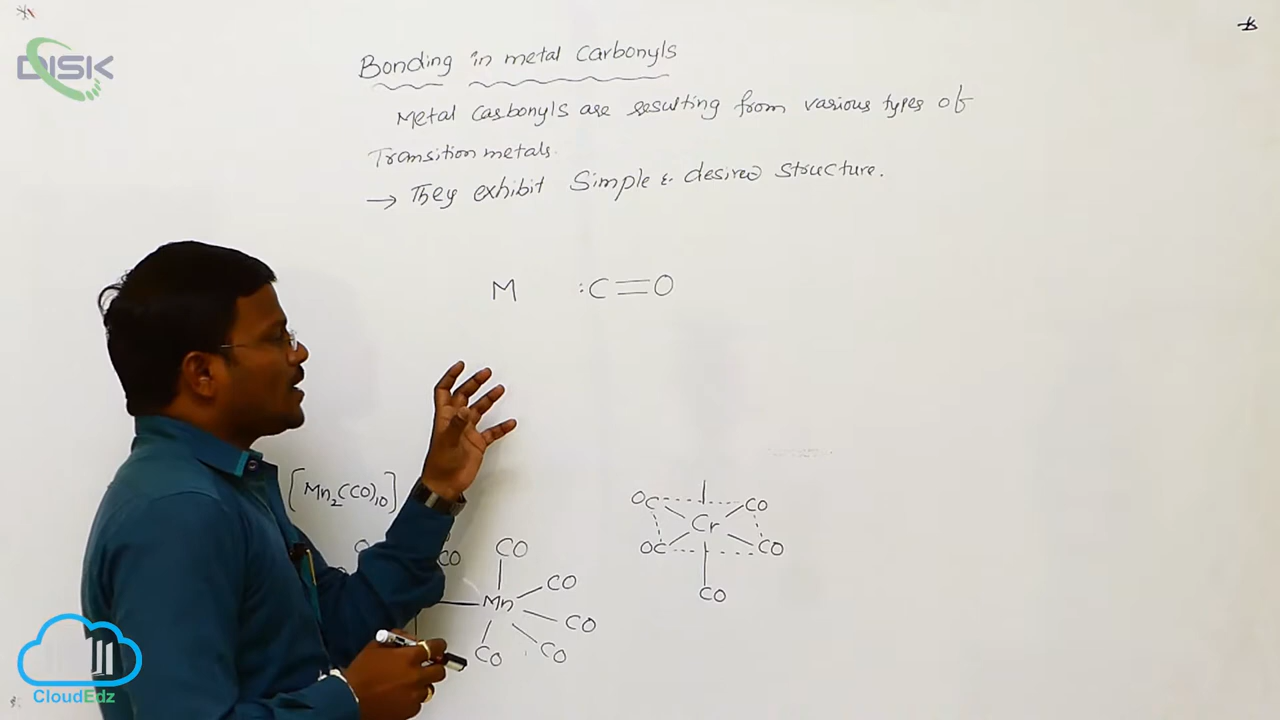 DISK
Bonding in metal Carbonyls
Metal Carbonyls are resulting from various types of
Transition metals.
→ They exhibit Simple & desired structure.
M :C=O
[Mn2(CO)10]
OC CO
Cr
OC CO
CO
CO
CO
CO
Mn
CO
CO
CO
CO
CloudEdz